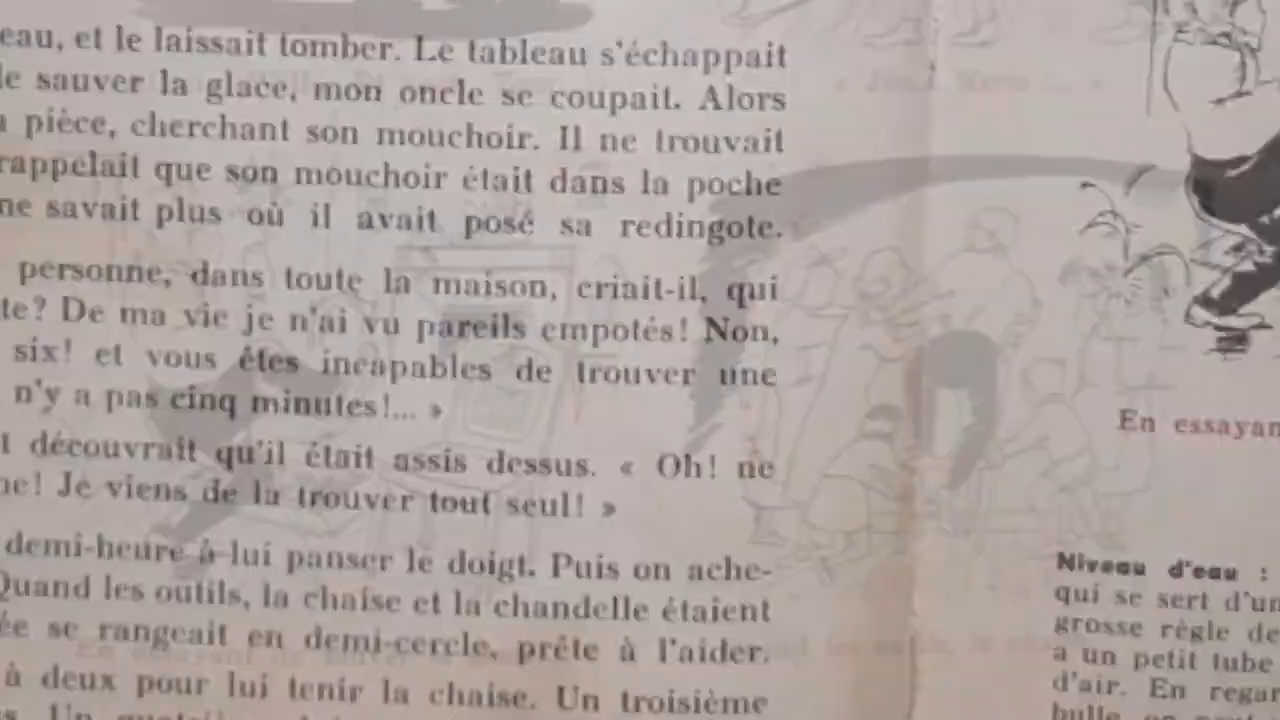 eau, et le laissait tomber. Le tableau s'échappait
le sauver la glace, mon oncle se coupait. Alors
a pièce, cherchant son mouchoir. Il ne trouvait
rappelait que son mouchoir était dans la poche
ne savait plus où il avait posé sa redingote.
personne, dans toute la maison, criait-il, qui
te? De ma vie je n'ai vu pareils empotés! Non,
six! et vous êtes incapables de trouver une
n'y a pas cinq minutes!... »
t découvrait qu'il était assis dessus. « Oh! ne
ne! Je viens de la trouver tout seul! »
demi-heure à lui panser le doigt. Puis on ache-
Quand les outils, la chaise et la chandelle étaient
ée se rangeait en demi-cercle, prête à l'aider.
à deux pour lui tenir la chaise. Un troisième
En essayan
Niveau d'eau :
qui se sert d'un
grosse règle de
a un petit tube
d'air. En regar
bulle